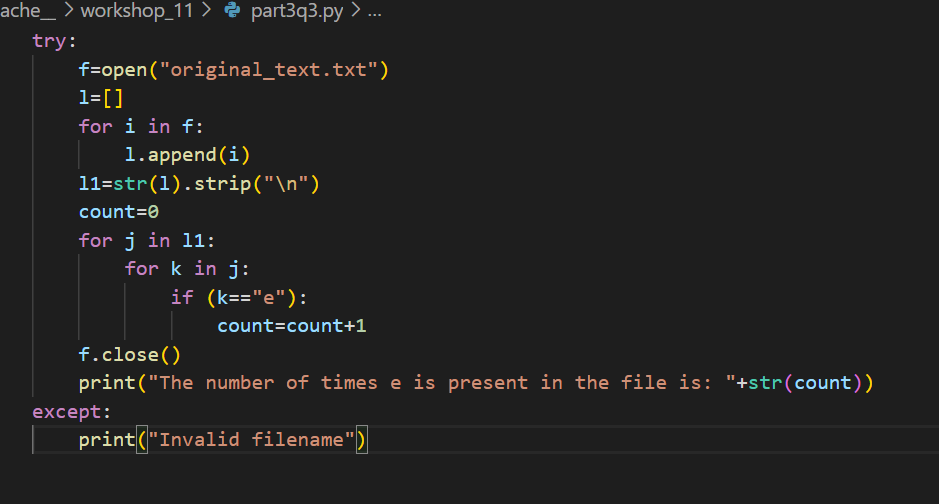 ache__ > workshop_11 > part3q3.py > ...
try:
    f=open("original_text.txt")
    l=[]
    for i in f:
        l.append(i)
    l1=str(l).strip("\n")
    count=0
    for j in l1:
        for k in j:
            if (k=="e"):
                count=count+1
    f.close()
    print("The number of times e is present in the file is: "+str(count))
except:
    print("Invalid filename")